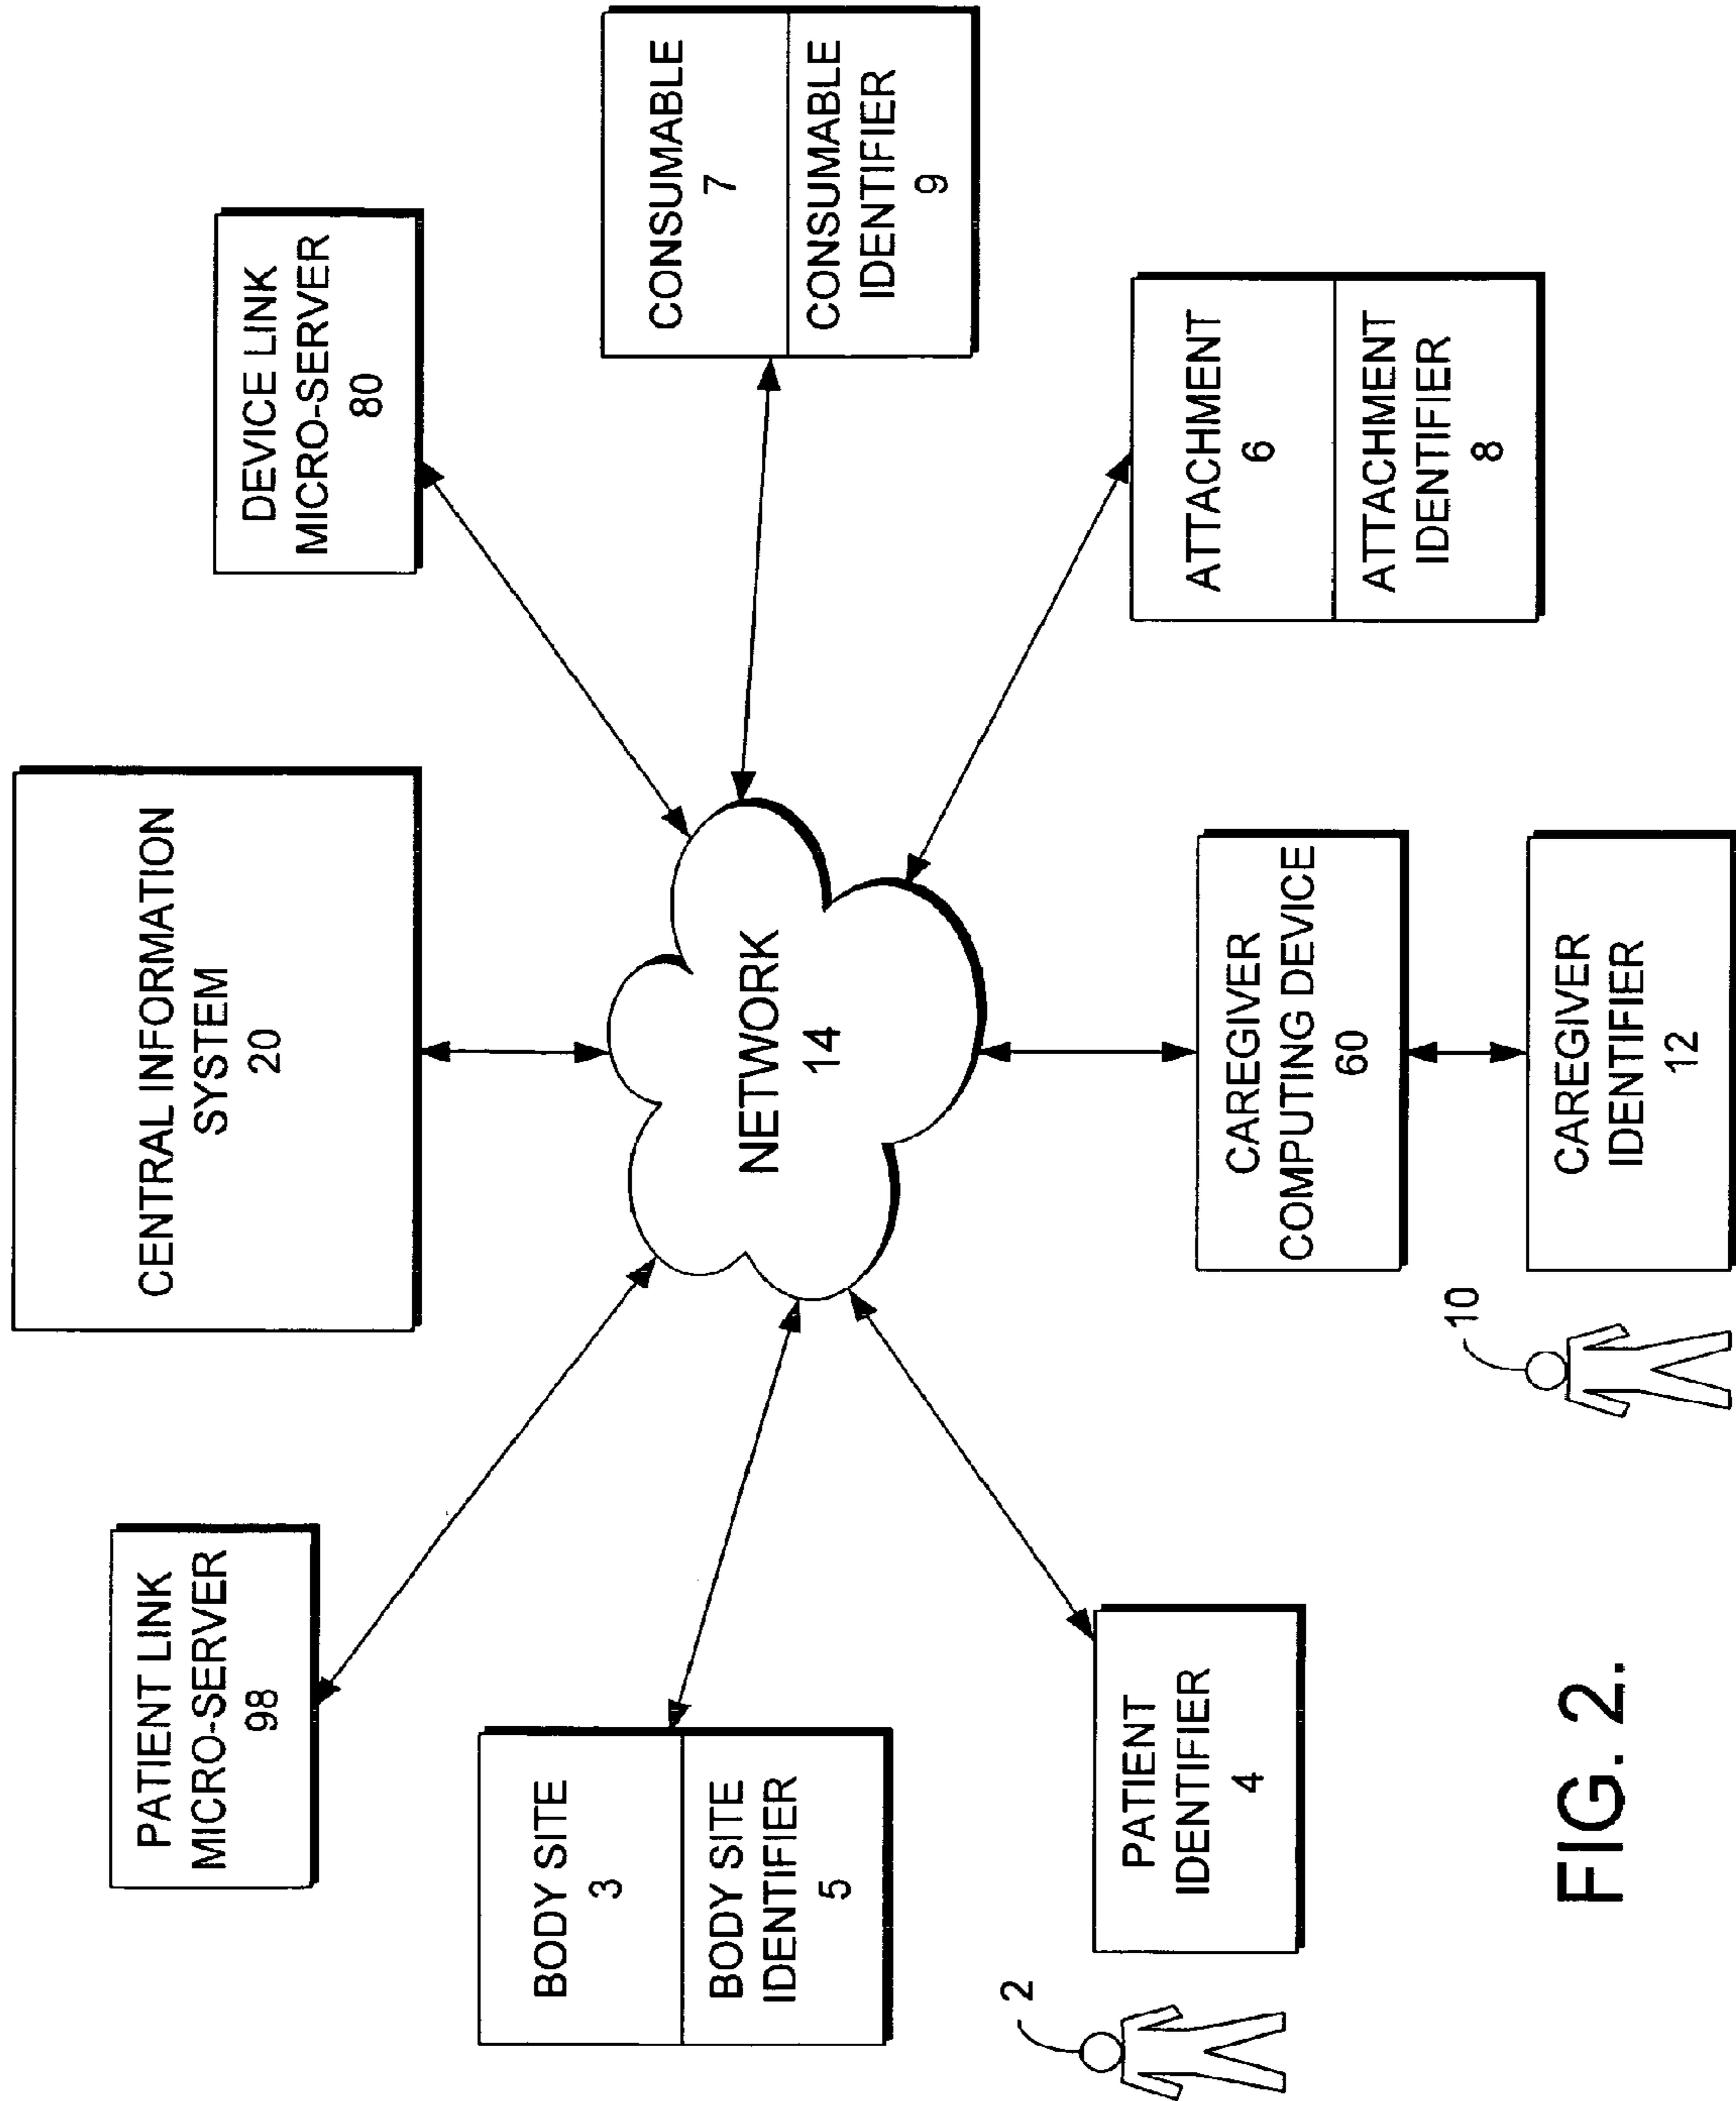 CENTRAL INFORMATION
SYSTEM
20
PATIENT LINK
MICRO-SERVER
98
DEVICE LINK
MICRO-SERVER
80
BODY SITE
3
BODY SITE
IDENTIFIER
5
NETWORK
14
CONSUMABLE
7
CONSUMABLE
IDENTIFIER
9
2
PATIENT
IDENTIFIER
4
CAREGIVER
COMPUTING DEVICE
60
ATTACHMENT
6
ATTACHMENT
IDENTIFIER
8
10
CAREGIVER
IDENTIFIER
12
FIG. 2.